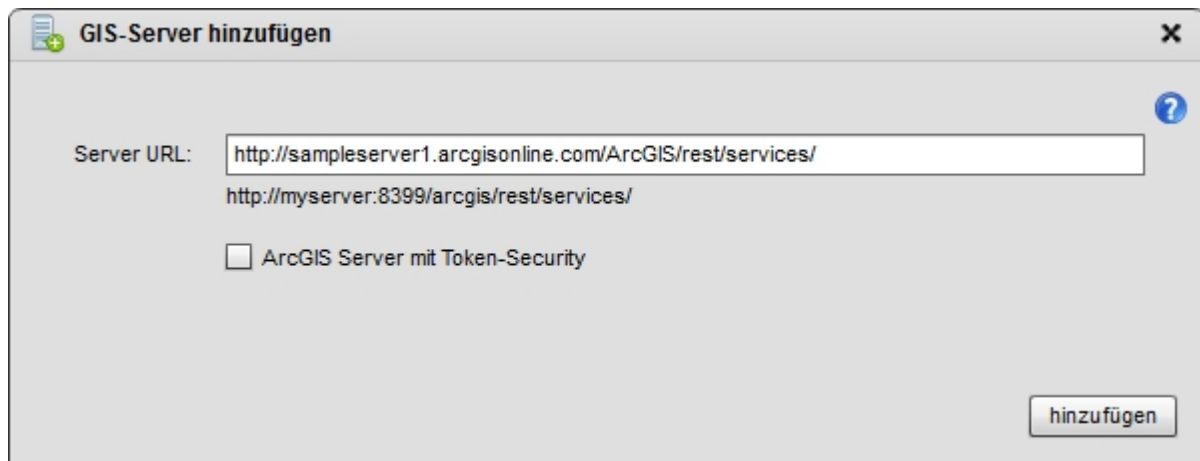 GIS-Server hinzufügen
Server URL: http://sampleserver1.arcgisonline.com/ArcGIS/rest/services/
http://myserver:8399/arcgis/rest/services/
ArcGIS Server mit Token-Security
hinzufügen